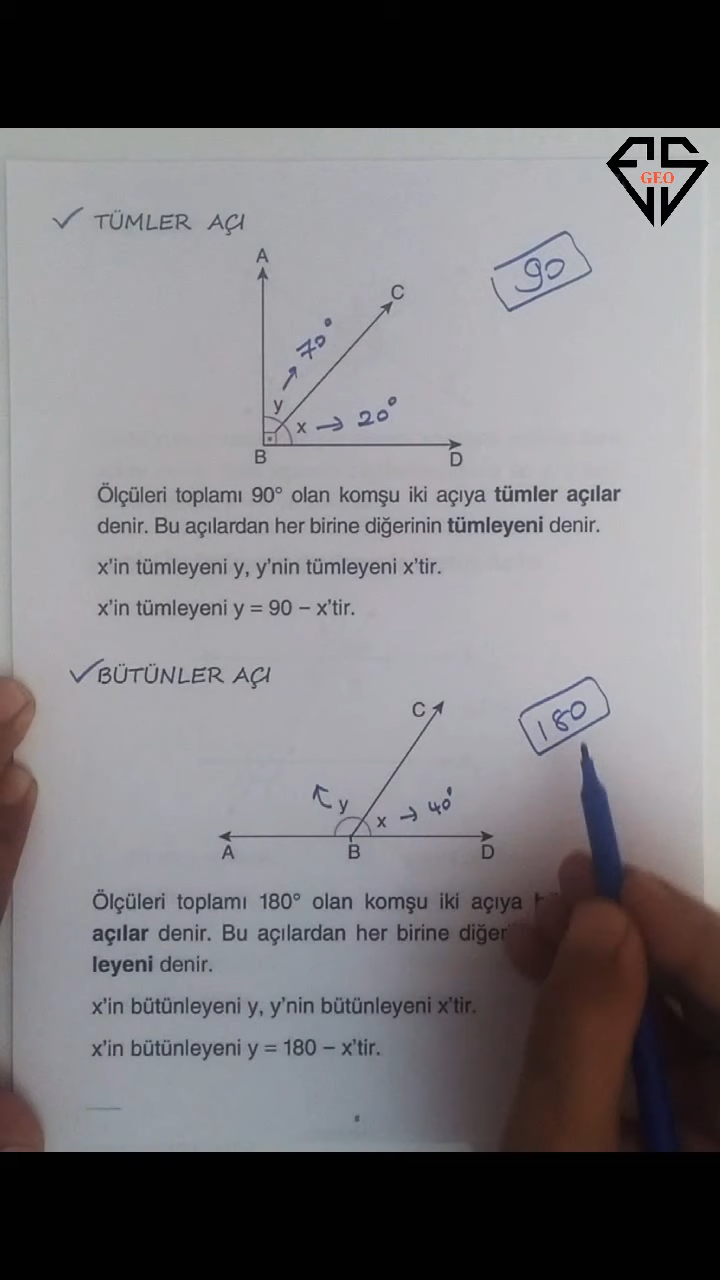 GEO
TÜMLER AÇI
90
A
C
70°
y
x → 20°
B
D
Ölçüleri toplamı 90° olan komşu iki açıya tümler açılar
denir. Bu açılardan her birine diğerinin tümleyeni denir.
x'in tümleyeni y, y'nin tümleyeni x'tir.
x'in tümleyeni y = 90 – x'tir.
BÜTÜNLER AÇI
C
180
y
x → 40°
A
B
D
Ölçüleri toplamı 180° olan komşu iki açıya
açılar denir. Bu açılardan her birine
leyeni denir.
x'in bütünleyeni y, y'nin bütünleyeni x'tir.
x'in bütünleyeni y = 180 – x'tir.